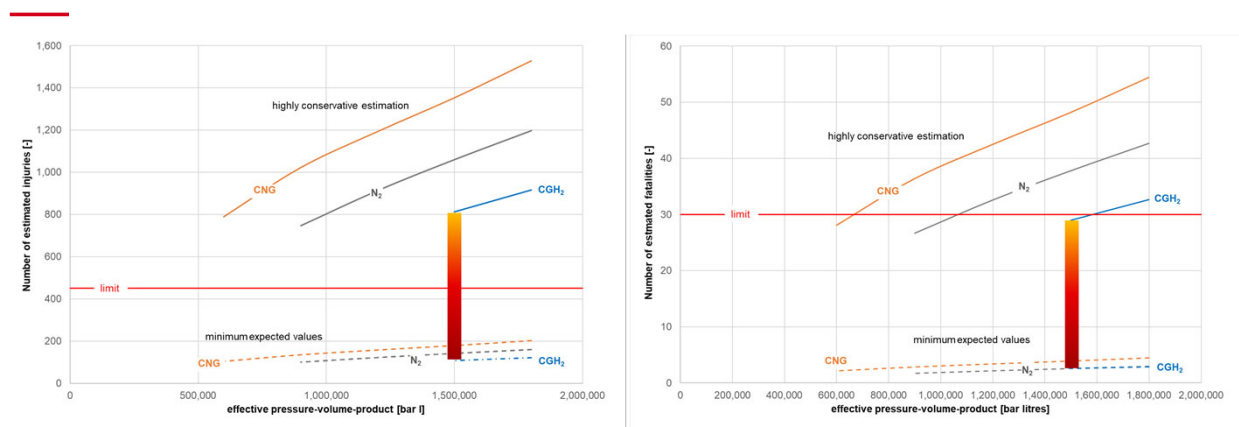 1,600
1,400
1,200
1,000
800
600
400
200
0
Number of estimated injuries [-]
highly conservative estimation
CNG
N₂
CGH₂
limit
minimum expected values
CNG
N₂
CGH₂
0
500,000
1,000,000
1,500,000
2,000,000
effective pressure-volume-product [bar l]
60
50
40
30
20
10
0
Number of estmated fatalities [-]
highly conservative estimation
CNG
N₂
CGH₂
limit
minimum expected values
CNG
N₂
CGH₂
0
200,000
400,000
600,000
800,000
1,000,000
1,200,000
1,400,000
1,600,000
1,800,000
2,000,000
effective pressure-volume-product [bar litres]